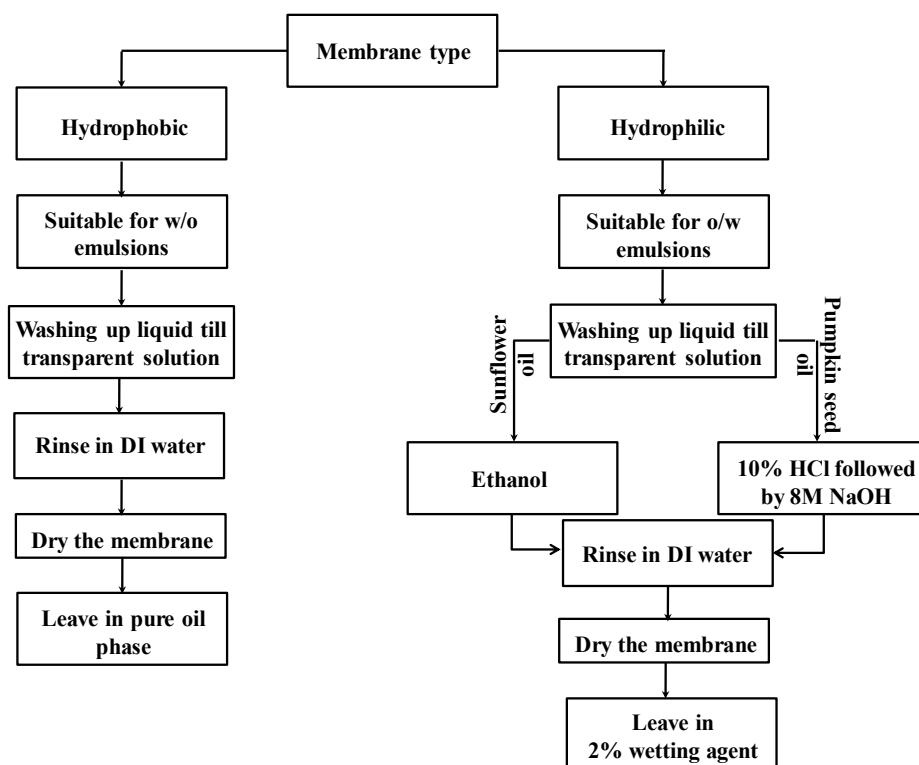 Membrane type
Hydrophobic
Suitable for w/o
emulsions
Washing up liquid till
transparent solution
Rinse in DI water
Dry the membrane
Leave in pure oil
phase
Hydrophilic
Suitable for o/w
emulsions
Washing up liquid till
transparent solution
Sunflower
oil
Pumpkin seed
oil
Ethanol
10% HCl followed
by 8M NaOH
Rinse in DI water
Dry the membrane
Leave in
2% wetting agent